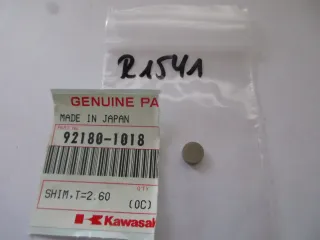 R1541
GENUINE PA
MADE IN JAPAN
92180-1018
SHIM,T=2.60
(OC)
Kawasak